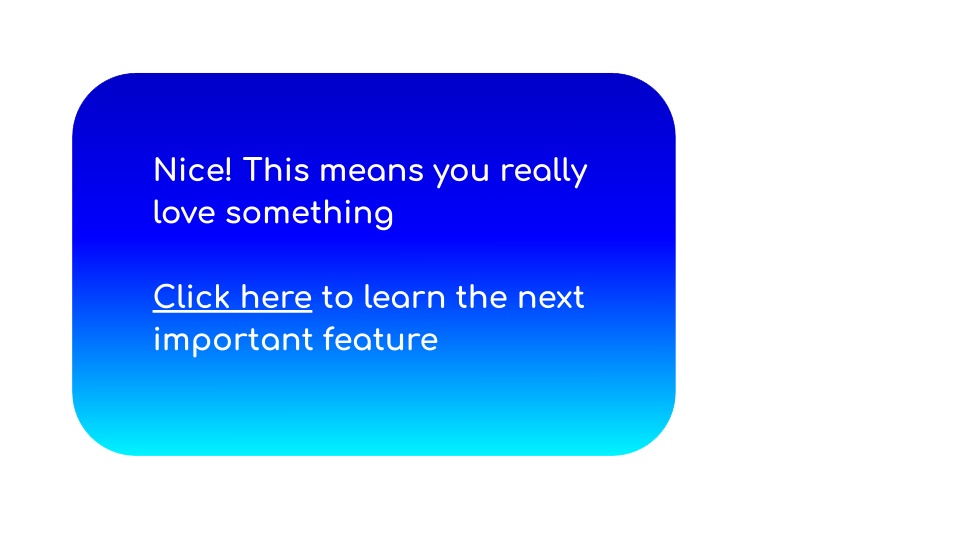 Nice! This means you really
love something
Click here to learn the next
important feature